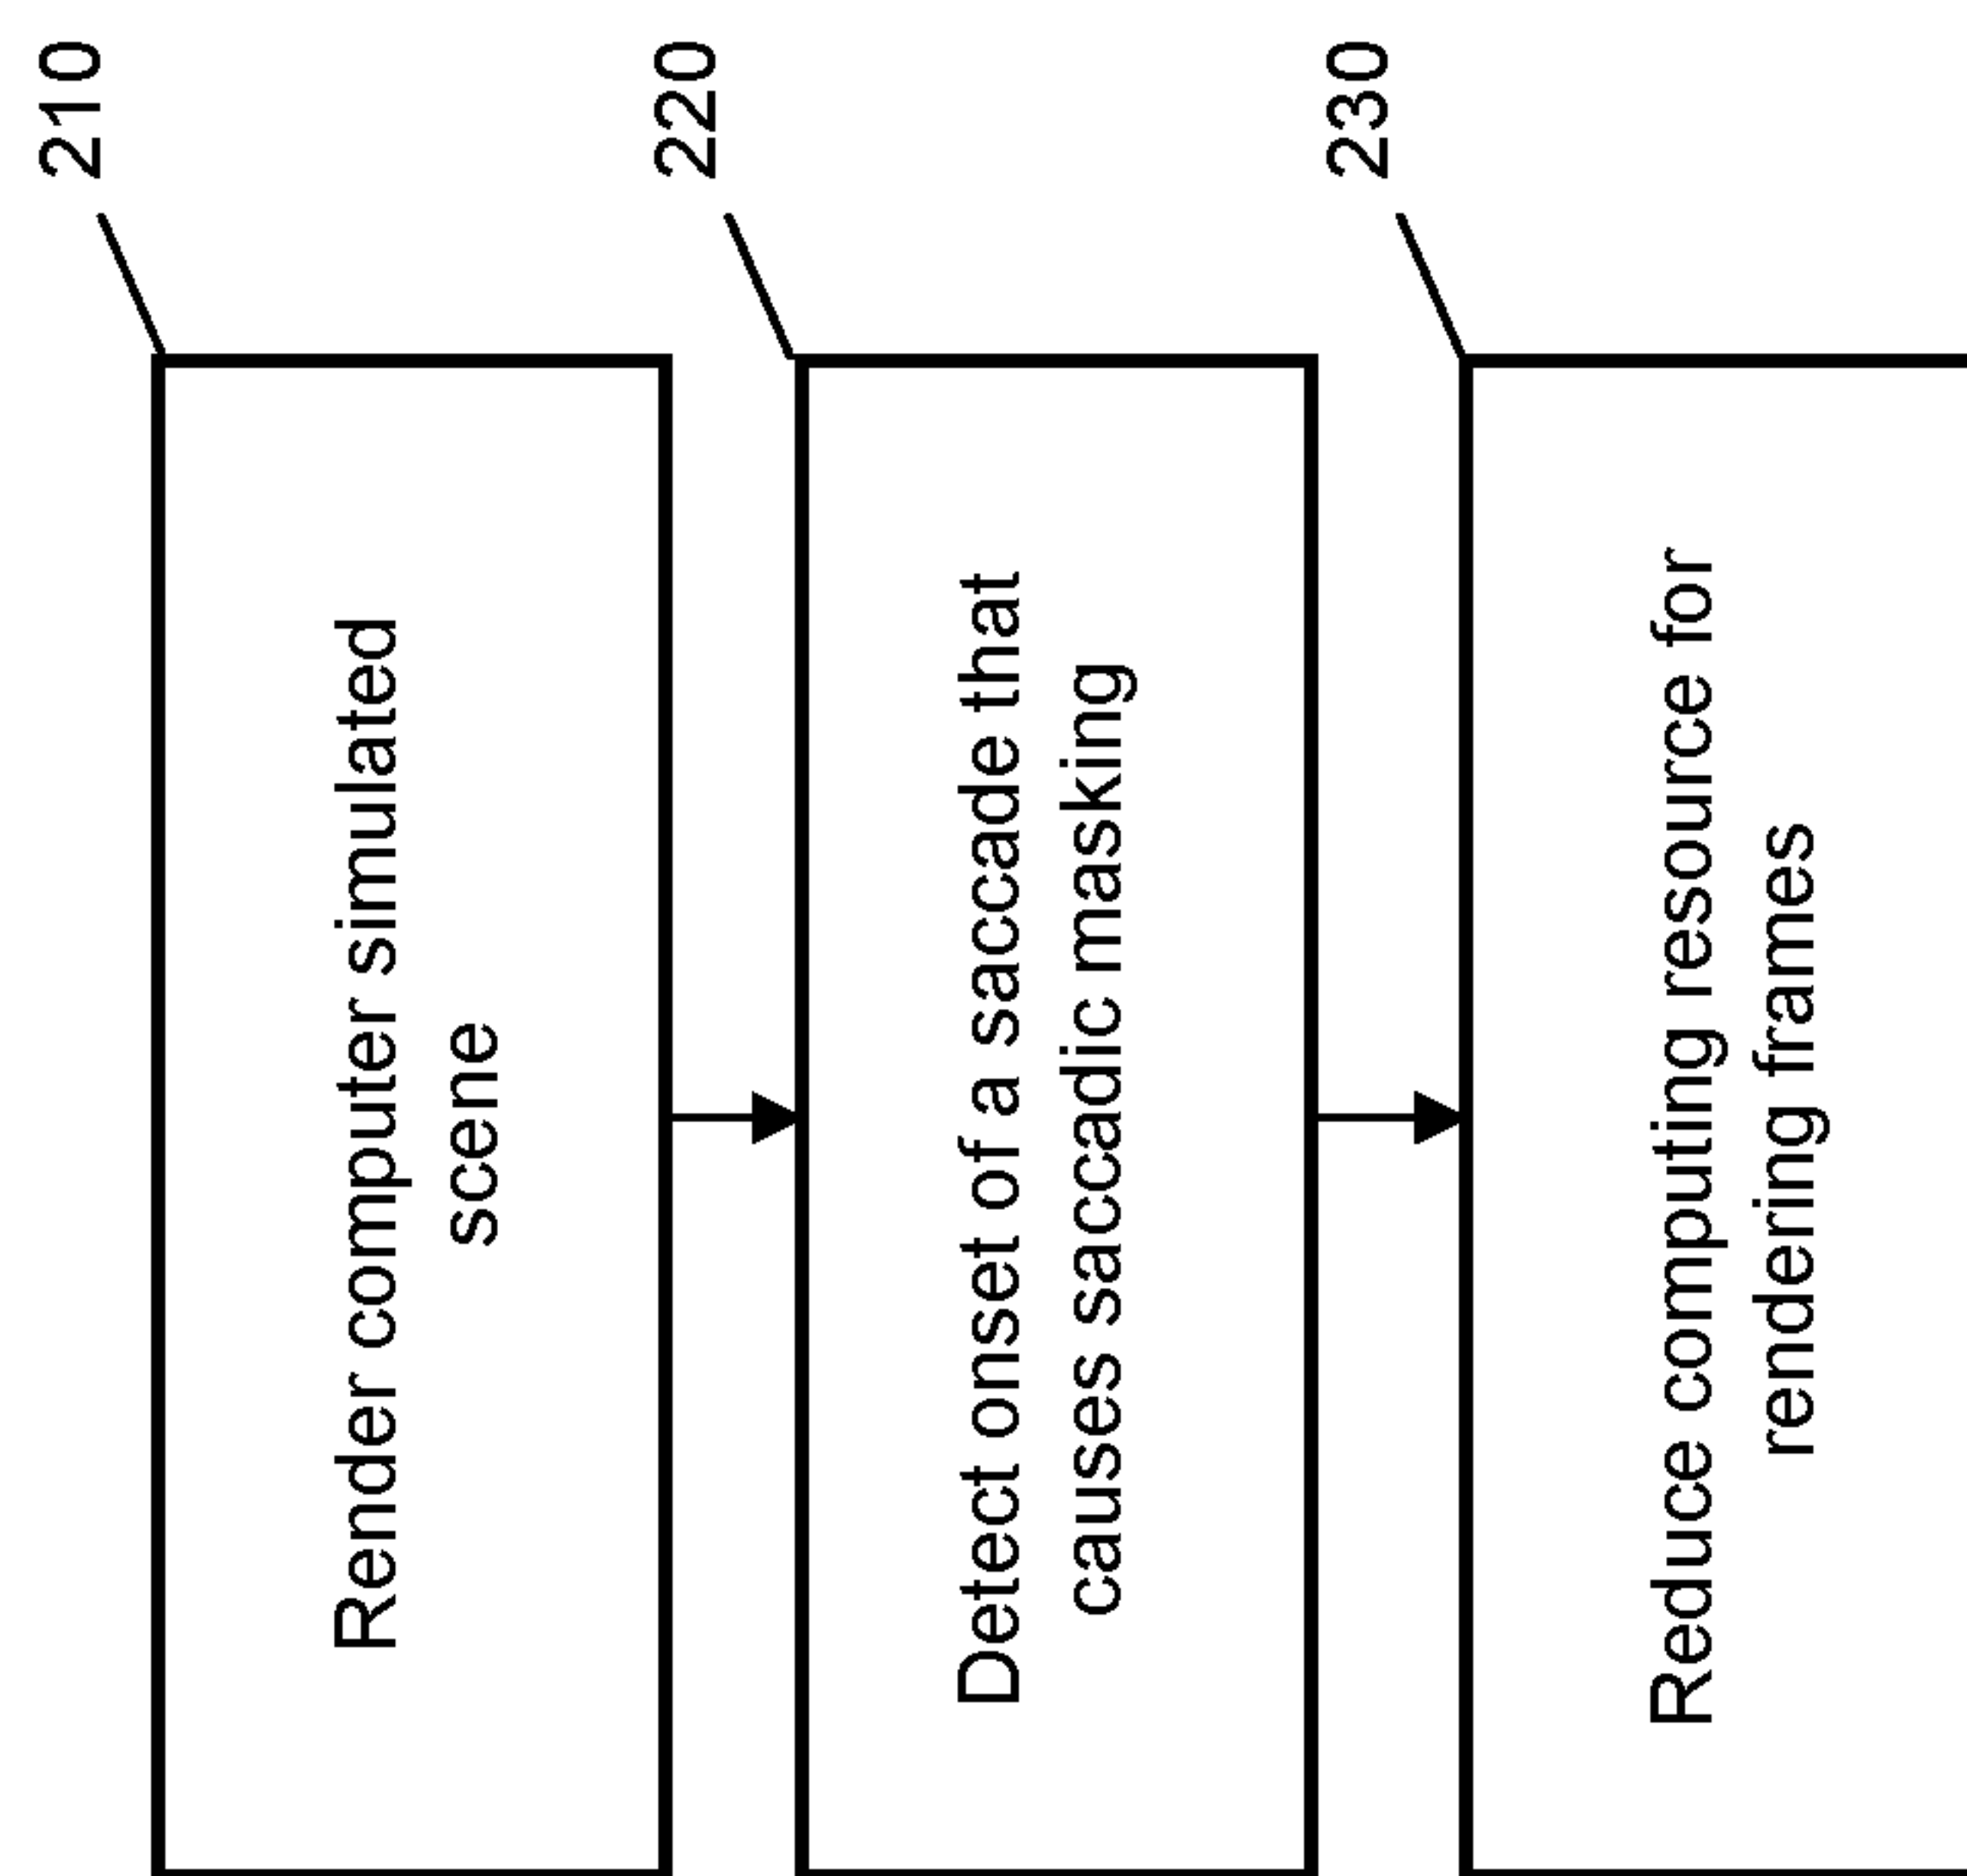 210
Render computer simulated
scene
220
Detect onset of a saccade that
causes saccadic masking
230
Reduce computing resource for
rendering frames